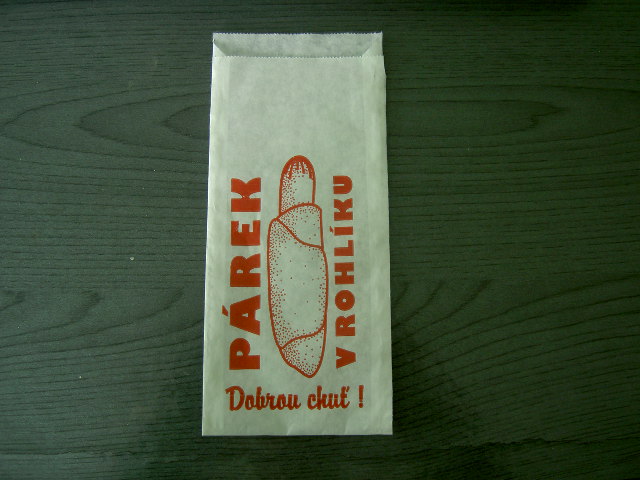 PÁREK
V ROHLÍKU
Dobrou chuť !